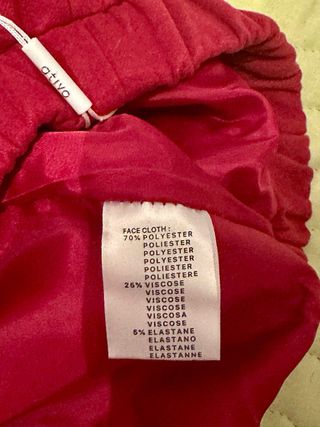 ativo
FACE CLOTH :
70% POLYESTER
POLIESTER
POLYESTER
POLYESTER
POLIESTER
POLIESTERE
25% VISCOSE
VISCOSE
VISCOSE
VISCOSE
VISCOSA
VISCOSE
5% ELASTANE
ELASTANO
ELASTANE
ELASTANNE